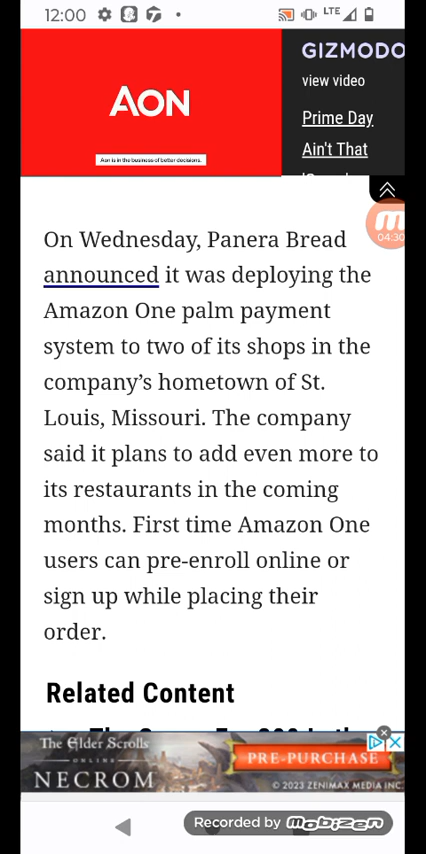 12:00
LTE
AON
Aon is in the business of better decisions.
GIZMODO
view video
Prime Day
Ain't That
04:30
On Wednesday, Panera Bread
announced it was deploying the
Amazon One palm payment
system to two of its shops in the
company's hometown of St.
Louis, Missouri. The company
said it plans to add even more to
its restaurants in the coming
months. First time Amazon One
users can pre-enroll online or
sign up while placing their
order.
Related Content
The Elder Scrolls
ONLINE
NECROM
PRE-PURCHASE
© 2023 ZENIMAX MEDIA INC.
Recorded by mobizen